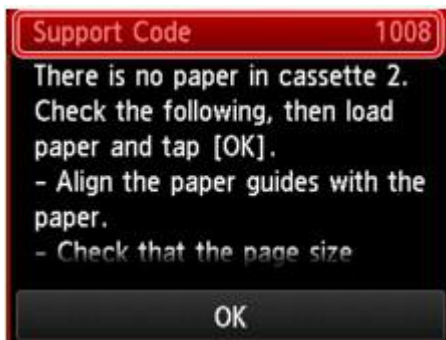 Support Code 1008
There is no paper in cassette 2.
Check the following, then load
paper and tap [OK].
- Align the paper guides with the
paper.
- Check that the page size
OK